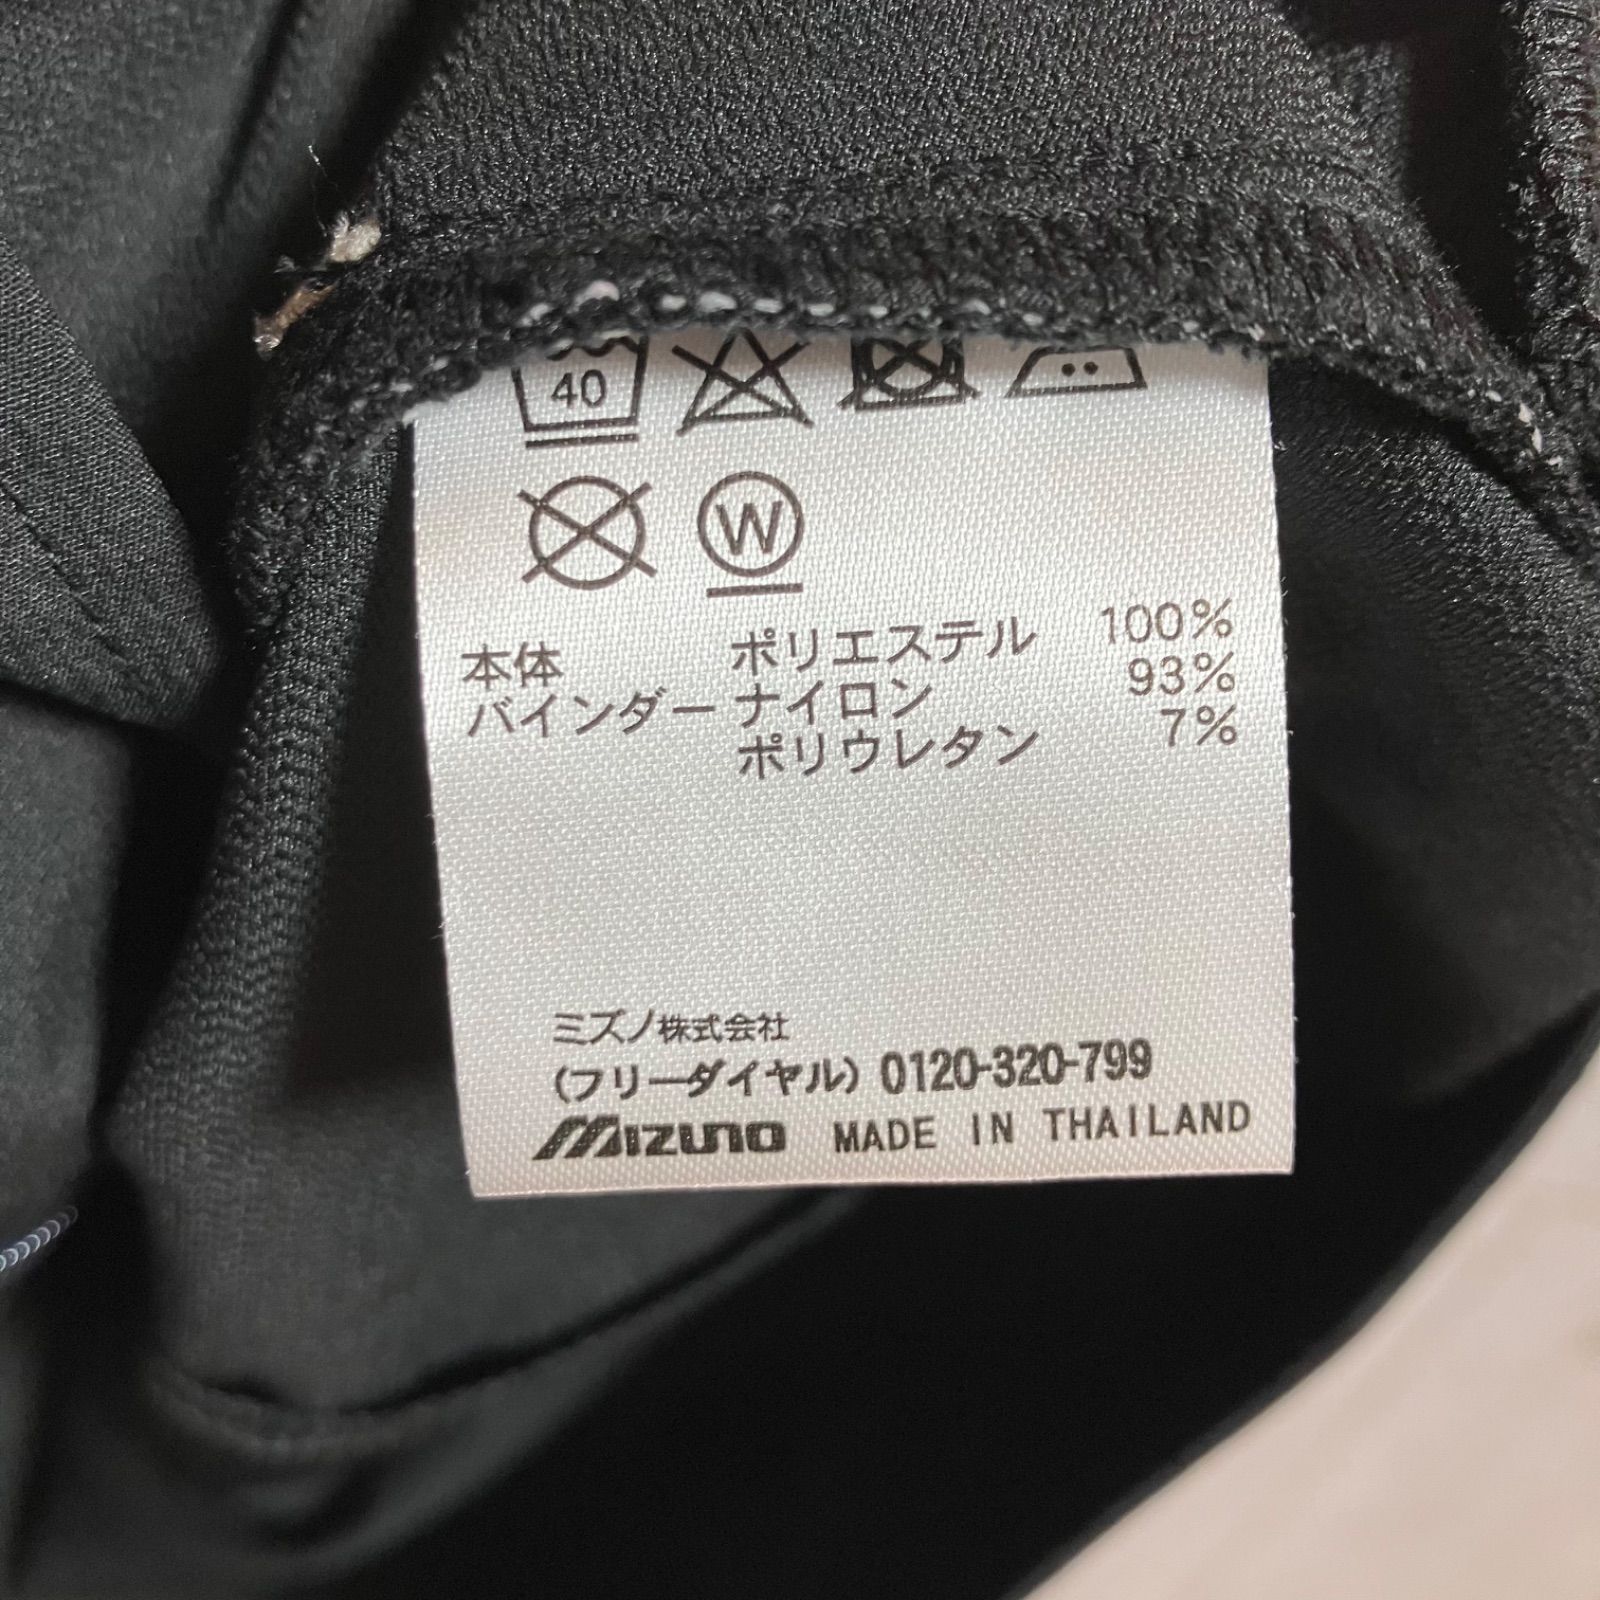 40
W
本体 ポリエステル 100%
バインダー ナイロン 93%
ポリウレタン 7%
ミズノ株式会社
(フリーダイヤル) 0120-320-799
MIZUNO MADE IN THAILAND